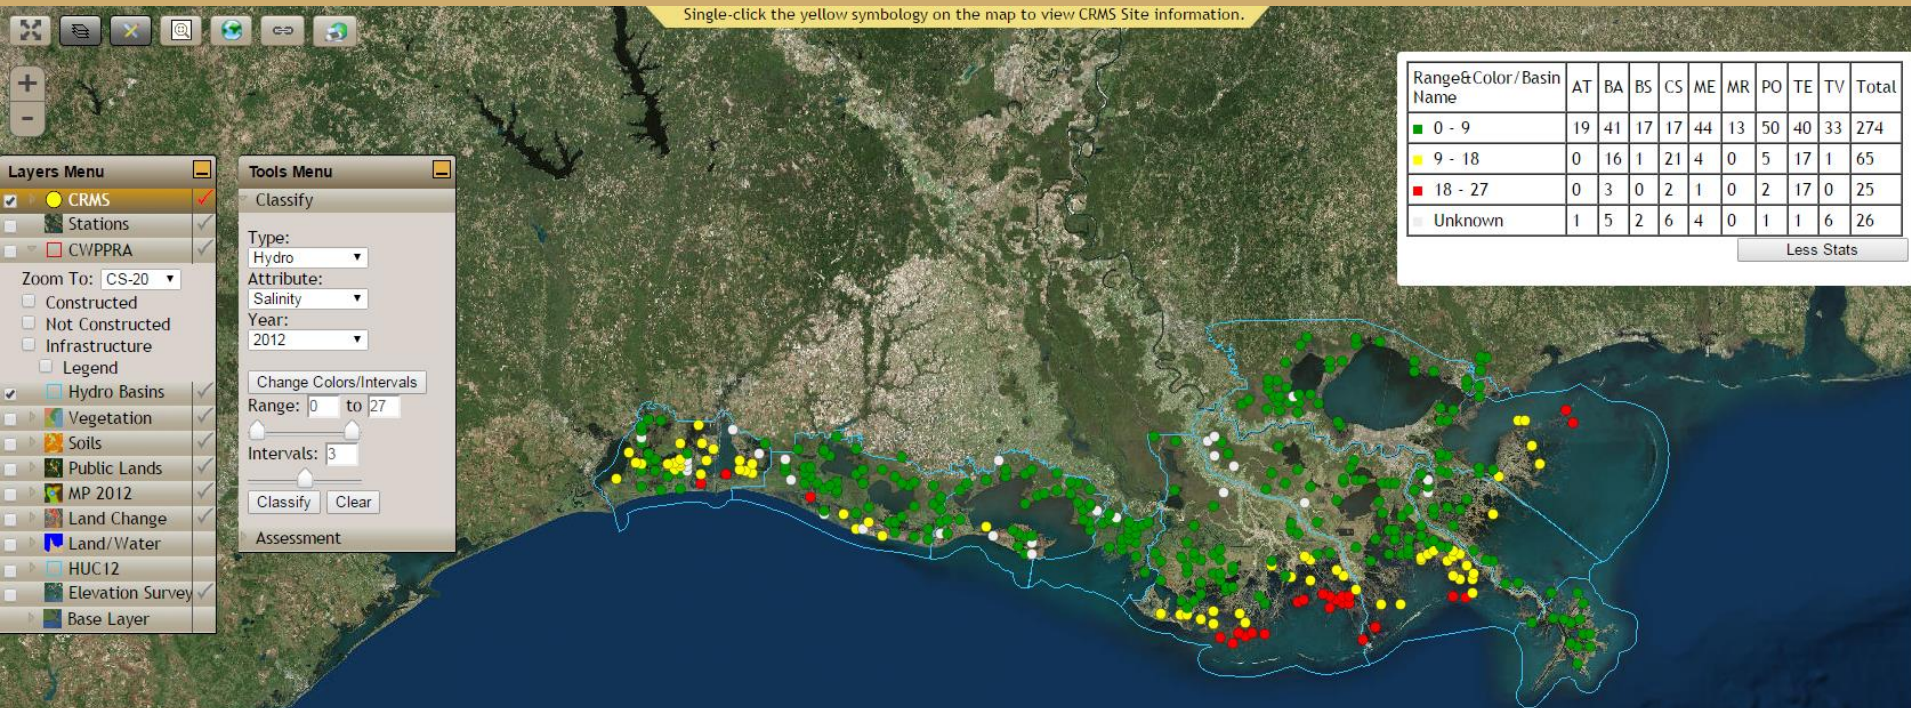 Single-click the yellow symbology on the map to view CRMS Site information.
+
-
Layers Menu
CRMS
Stations
CWPPRA
Zoom To: CS-20
Constructed
Not Constructed
Infrastructure
Legend
Hydro Basins
Vegetation
Soils
Public Lands
MP 2012
Land Change
Land/Water
HUC12
Elevation Survey
Base Layer
Tools Menu
Classify
Type:
Hydro
Attribute:
Salinity
Year:
2012
Change Colors/Intervals
Range: 0 to 27
Intervals: 3
Classify Clear
Assessment
Range&Color/Basin Name AT BA BS CS ME MR PO TE TV Total
0 - 9 19 41 17 17 44 13 50 40 33 274
9 - 18 0 16 1 21 4 0 5 17 1 65
18 - 27 0 3 0 2 1 0 2 17 0 25
Unknown 1 5 2 6 4 0 1 1 6 26
Less Stats